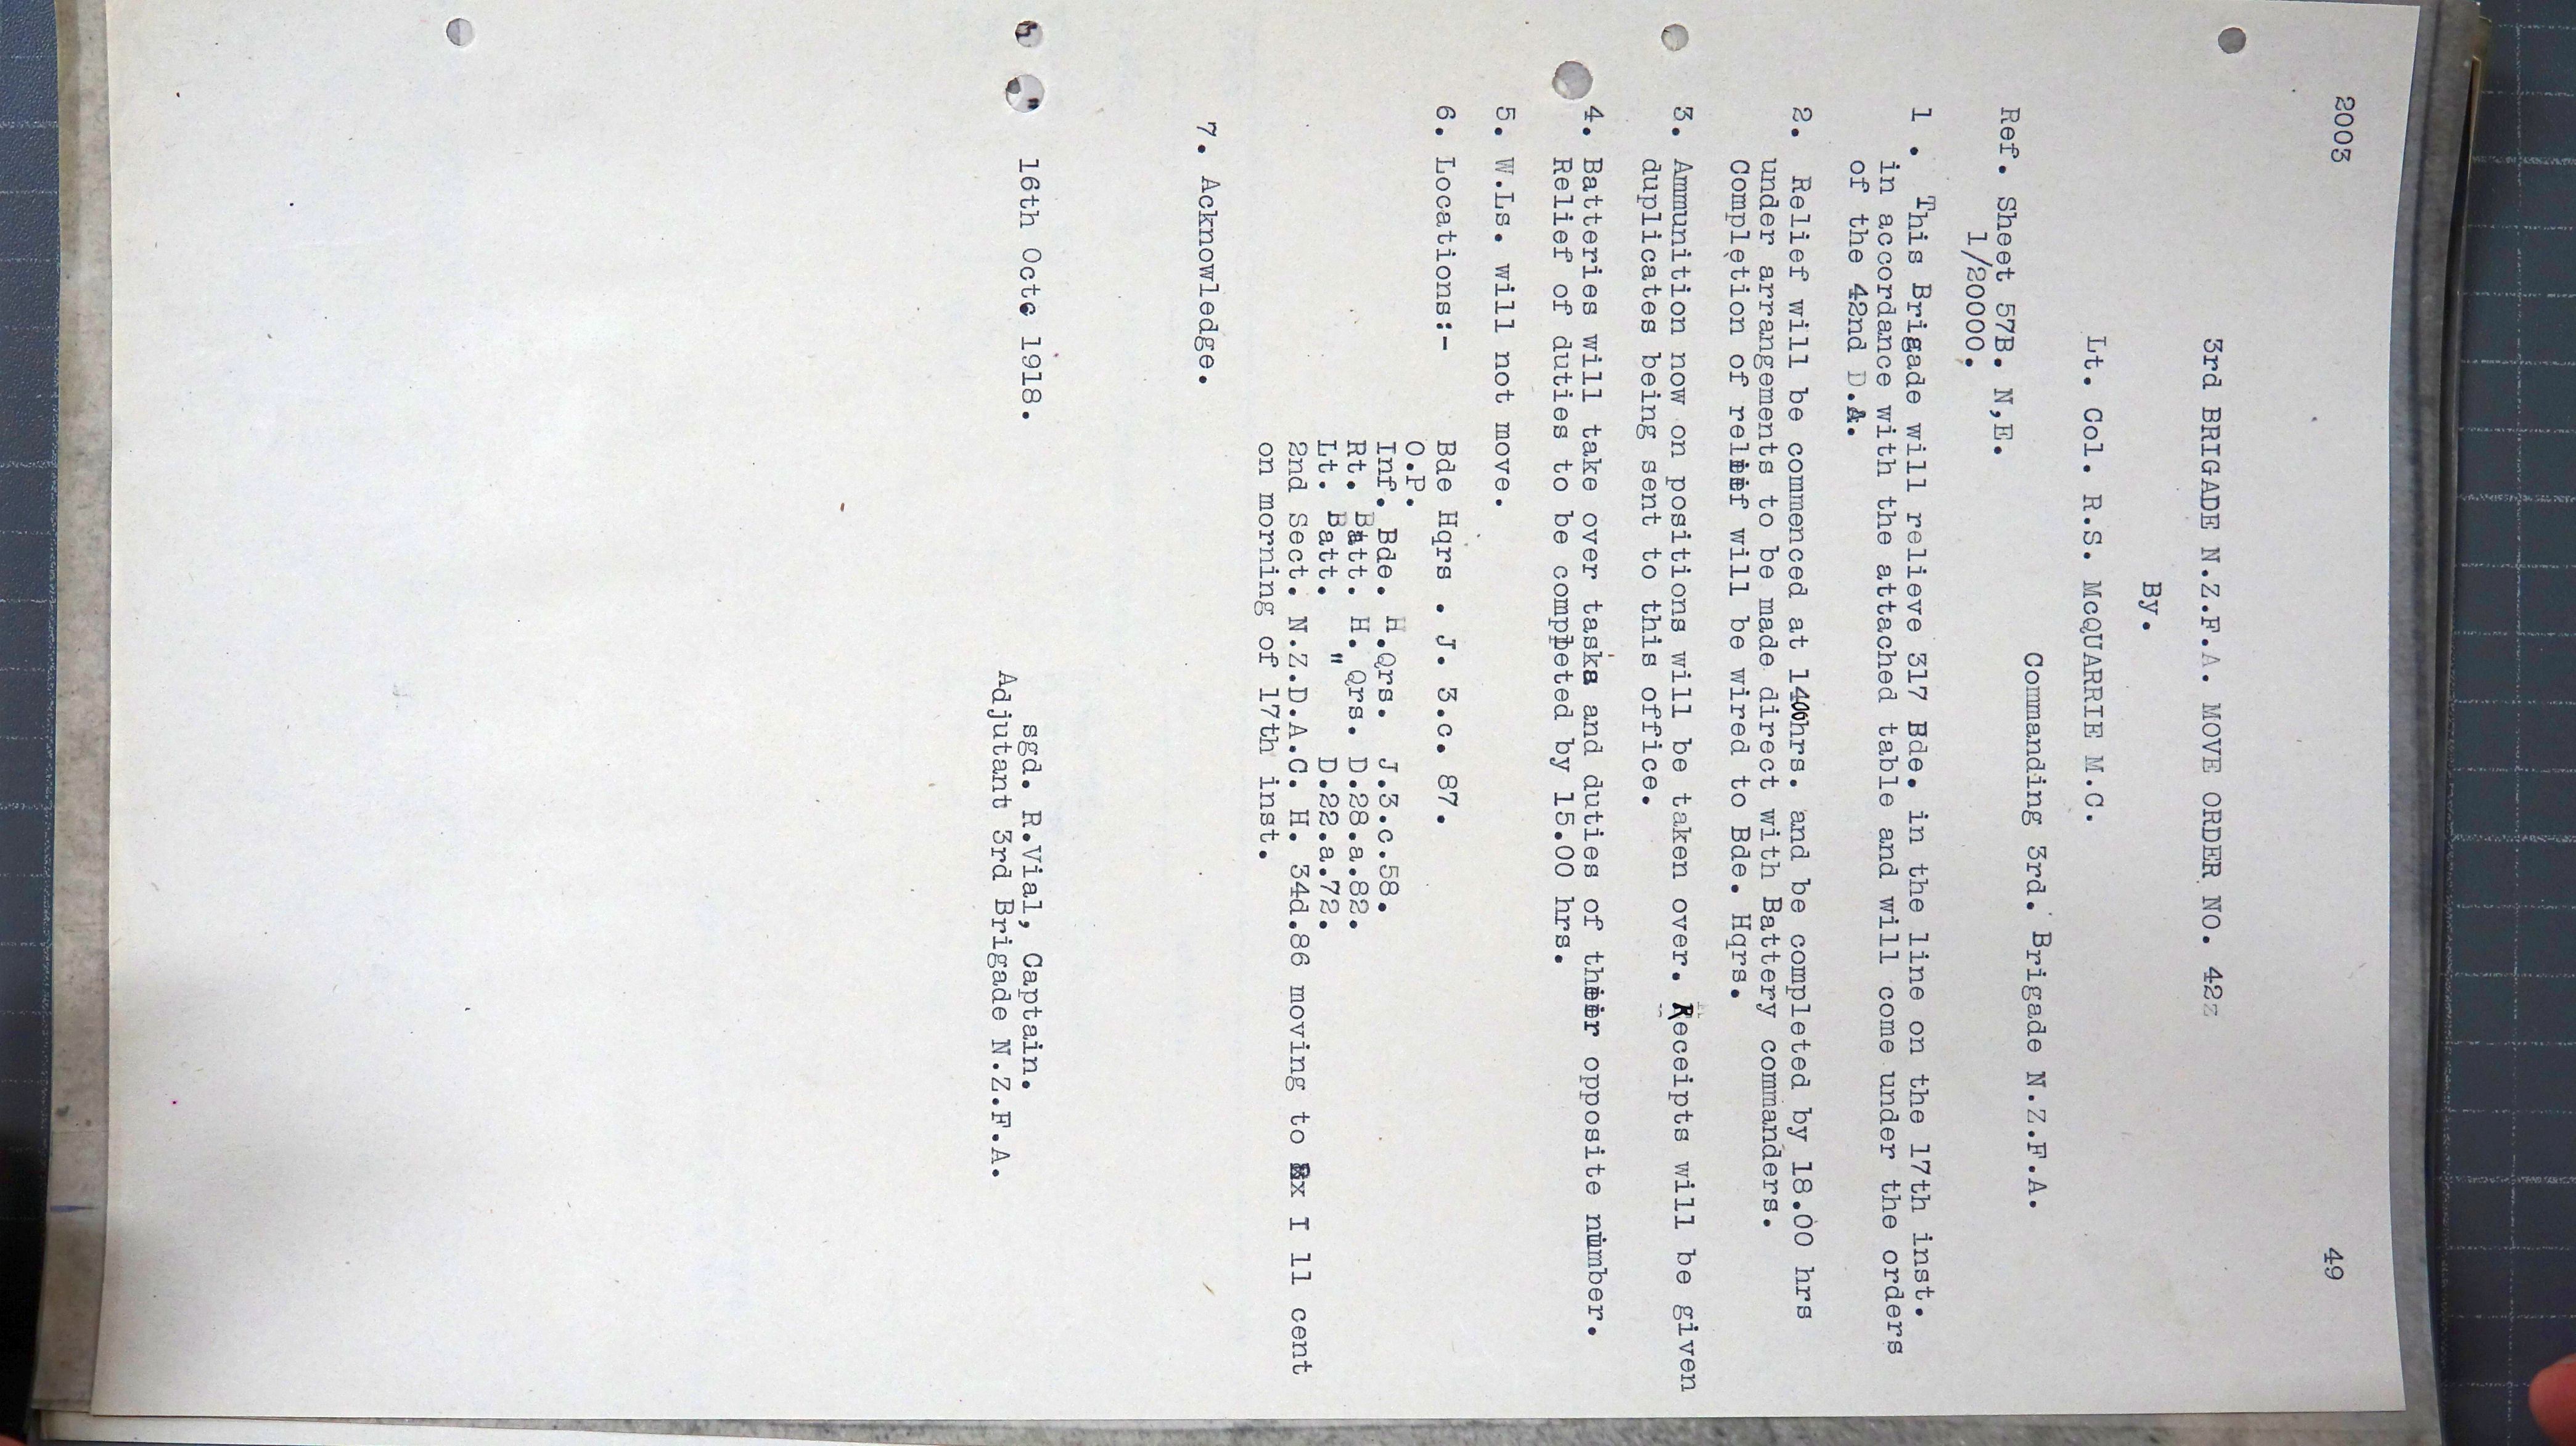 2003 49
3rd BRIGADE N.Z.F.A. MOVE ORDER NO. 42z
By.
Lt. Col. R.S. McQUARRIE M.C.
Commanding 3rd. Brigade N.Z.F.A.
Ref. Sheet 57B. N,E.
1/20000.
1 . This Brigade will relieve 317 Bde. in the line on the 17th inst.
in accordance with the attached table and will come under the orders
of the 42nd D.A.
2. Relief will be commenced at 1400hrs. and be completed by 18.00 hrs
under arrangements to be made direct with Battery commanders.
Completion of relief will be wired to Bde. Hqrs.
3. Ammunition now on positions will be taken over. Receipts will be given
duplicates being sent to this office.
4. Batteries will take over tasks and duties of their opposite number.
Relief of duties to be completed by 15.00 hrs.
5. W.Ls. will not move.
6. Locations:- Bde Hqrs . J. 3.c. 87.
O.P.
Inf. Bde. H.Qrs. J.3.c.58.
Rt. Batt. H. Qrs. D.28.a.82.
Lt. Batt. " D.22.a.72.
2nd Sect. N.Z.D.A.C. H. 34d.86 moving to x I 11 cent
on morning of 17th inst.
7. Acknowledge.
16th Oct. 1918.
sgd. R.Vial, Captain.
Adjutant 3rd Brigade N.Z.F.A.